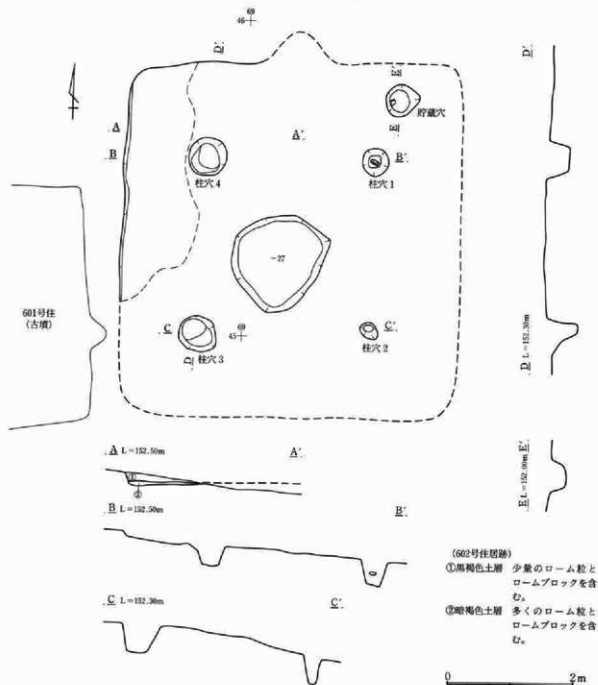 69
46
D′
D′
A
B
A′
B′
E′
E
貯蔵穴
柱穴4
柱穴1
-27
601号住
(古墳)
C
69
45
C′
柱穴3
柱穴2
D
D L=152.30m
A L=152.50m
A′
①
②
B L=152.50m
B′
C L=152.30m
C′
E′
E L=152.00m
(602号住居跡)
①黒褐色土層 少量のローム粒と
ロームブロックを含
む。
②暗褐色土層 多くのローム粒と
ロームブロックを含
む。
0 2m